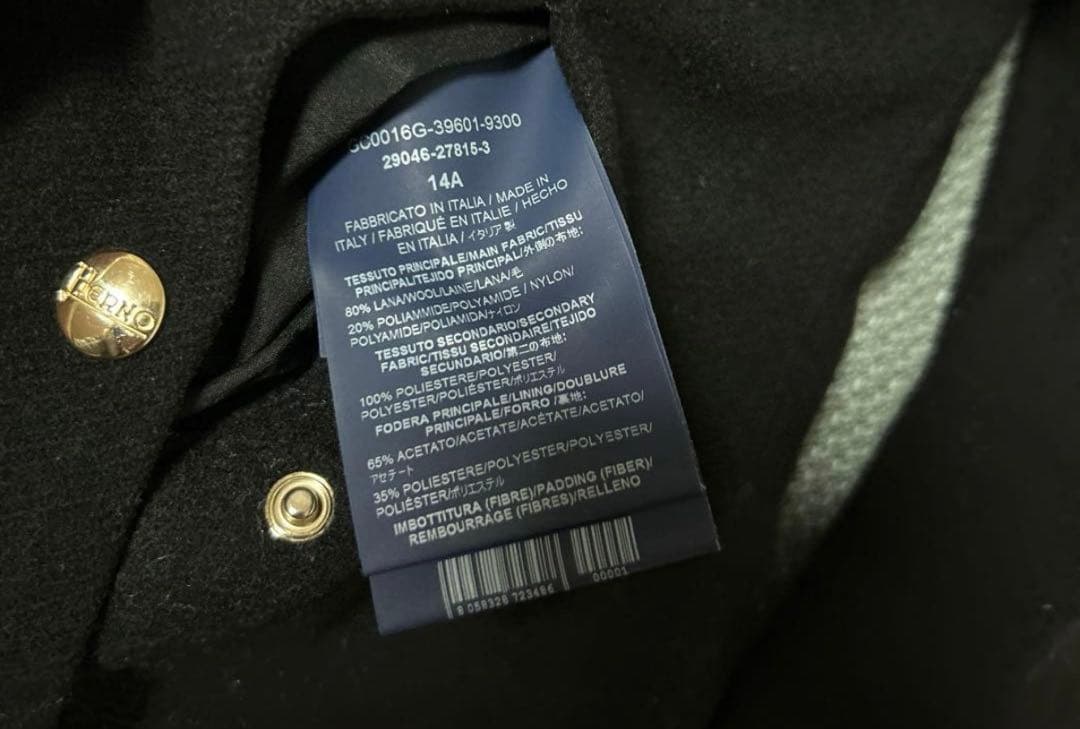 GC0016G-39601-9300
29046-27815-3
14A
FABBRICATO IN ITALIA / MADE IN
ITALY / FABRIQUÉ EN ITALIE / HECHO
EN ITALIA / イタリア製
TESSUTO PRINCIPALE/MAIN FABRIC/TISSU
PRINCIPAL/TEJIDO PRINCIPAL/外側の布地:
80% LANA/WOOL/LAINE/LANA/毛
20% POLIAMMIDE/POLYAMIDE / NYLON/
POLYAMIDE/POLIAMIDA/ナイロン
TESSUTO SECONDARIO/SECONDARY
FABRIC/TISSU SECONDAIRE/TEJIDO
SECUNDARIO/第二の布地:
100% POLIESTERE/POLYESTER/
POLYESTER/POLIÉSTER/ポリエステル
FODERA PRINCIPALE/LINING/DOUBLURE
PRINCIPALE/FORRO /裏地:
65% ACETATO/ACETATE/ACÉTATE/ACETATO/
アセテート
35% POLIESTERE/POLYESTER/POLYESTER/
POLIÉSTER/ポリエステル
IMBOTTITURA (FIBRE)/PADDING (FIBER)/
REMBOURRAGE (FIBRES)/RELLENO
8 058328 723486
00001
HERNO